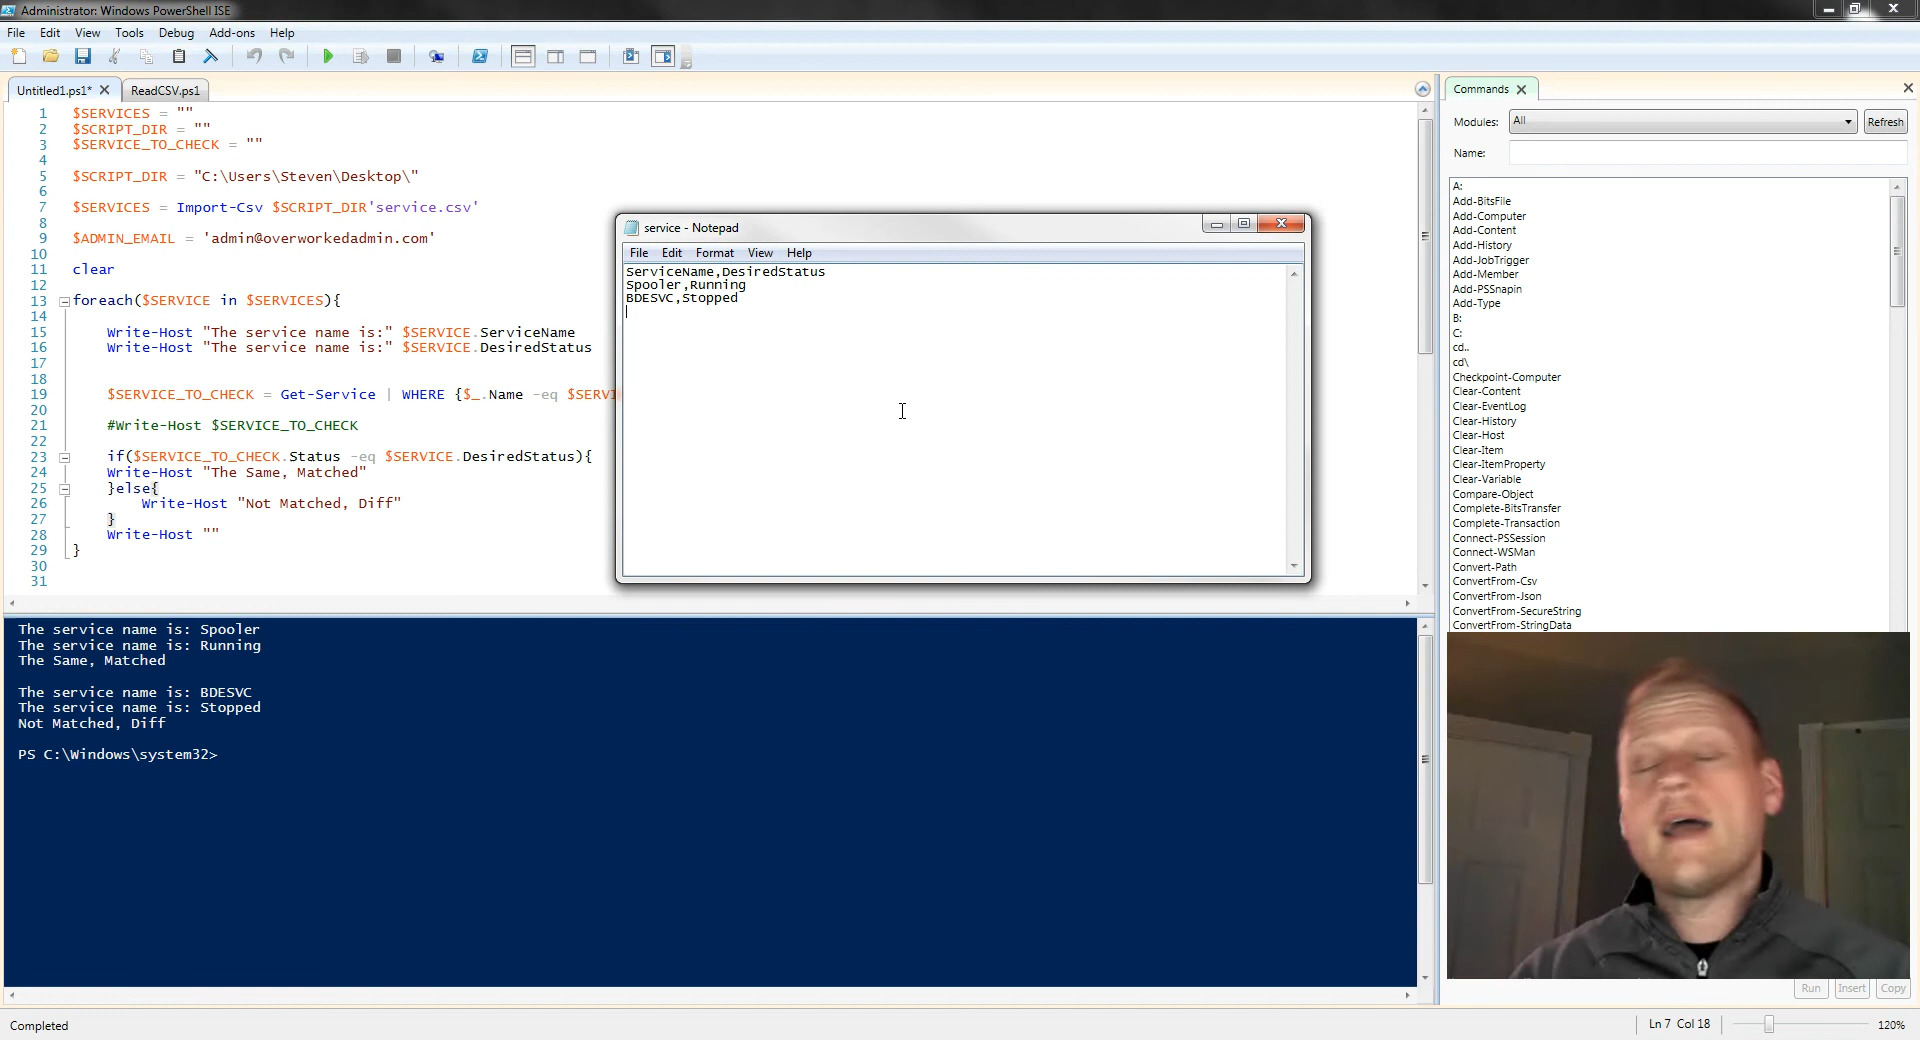 Administrator: Windows PowerShell ISE
File Edit View Tools Debug Add-ons Help
Untitled1.ps1* ReadCSV.ps1
1 $SERVICES = ""
2 $SCRIPT_DIR = ""
3 $SERVICE_TO_CHECK = ""
4
5 $SCRIPT_DIR = "C:\Users\Steven\Desktop\"
6
7 $SERVICES = Import-Csv $SCRIPT_DIR'service.csv'
8
9 $ADMIN_EMAIL = 'admin@overworkedadmin.com'
10
11 clear
12
13 foreach($SERVICE in $SERVICES){
14
15 Write-Host "The service name is:" $SERVICE.ServiceName
16 Write-Host "The service name is:" $SERVICE.DesiredStatus
17
18
19 $SERVICE_TO_CHECK = Get-Service | WHERE {$_.Name -eq $SERVI
20
21 #Write-Host $SERVICE_TO_CHECK
22
23 if($SERVICE_TO_CHECK.Status -eq $SERVICE.DesiredStatus){
24 Write-Host "The Same, Matched"
25 }else{
26 Write-Host "Not Matched, Diff"
27 }
28 Write-Host ""
29 }
30
31
service - Notepad
File Edit Format View Help
ServiceName,DesiredStatus
Spooler,Running
BDESVC,Stopped
The service name is: Spooler
The service name is: Running
The Same, Matched
The service name is: BDESVC
The service name is: Stopped
Not Matched, Diff
PS C:\Windows\system32>
Commands
Modules: All Refresh
Name:
A:
Add-BitsFile
Add-Computer
Add-Content
Add-History
Add-JobTrigger
Add-Member
Add-PSSnapin
Add-Type
B:
C:
cd..
cd\
Checkpoint-Computer
Clear-Content
Clear-EventLog
Clear-History
Clear-Host
Clear-Item
Clear-ItemProperty
Clear-Variable
Compare-Object
Complete-BitsTransfer
Complete-Transaction
Connect-PSSession
Connect-WSMan
Convert-Path
ConvertFrom-Csv
ConvertFrom-Json
ConvertFrom-SecureString
ConvertFrom-StringData
Run Insert Copy
Completed
Ln 7 Col 18 120%